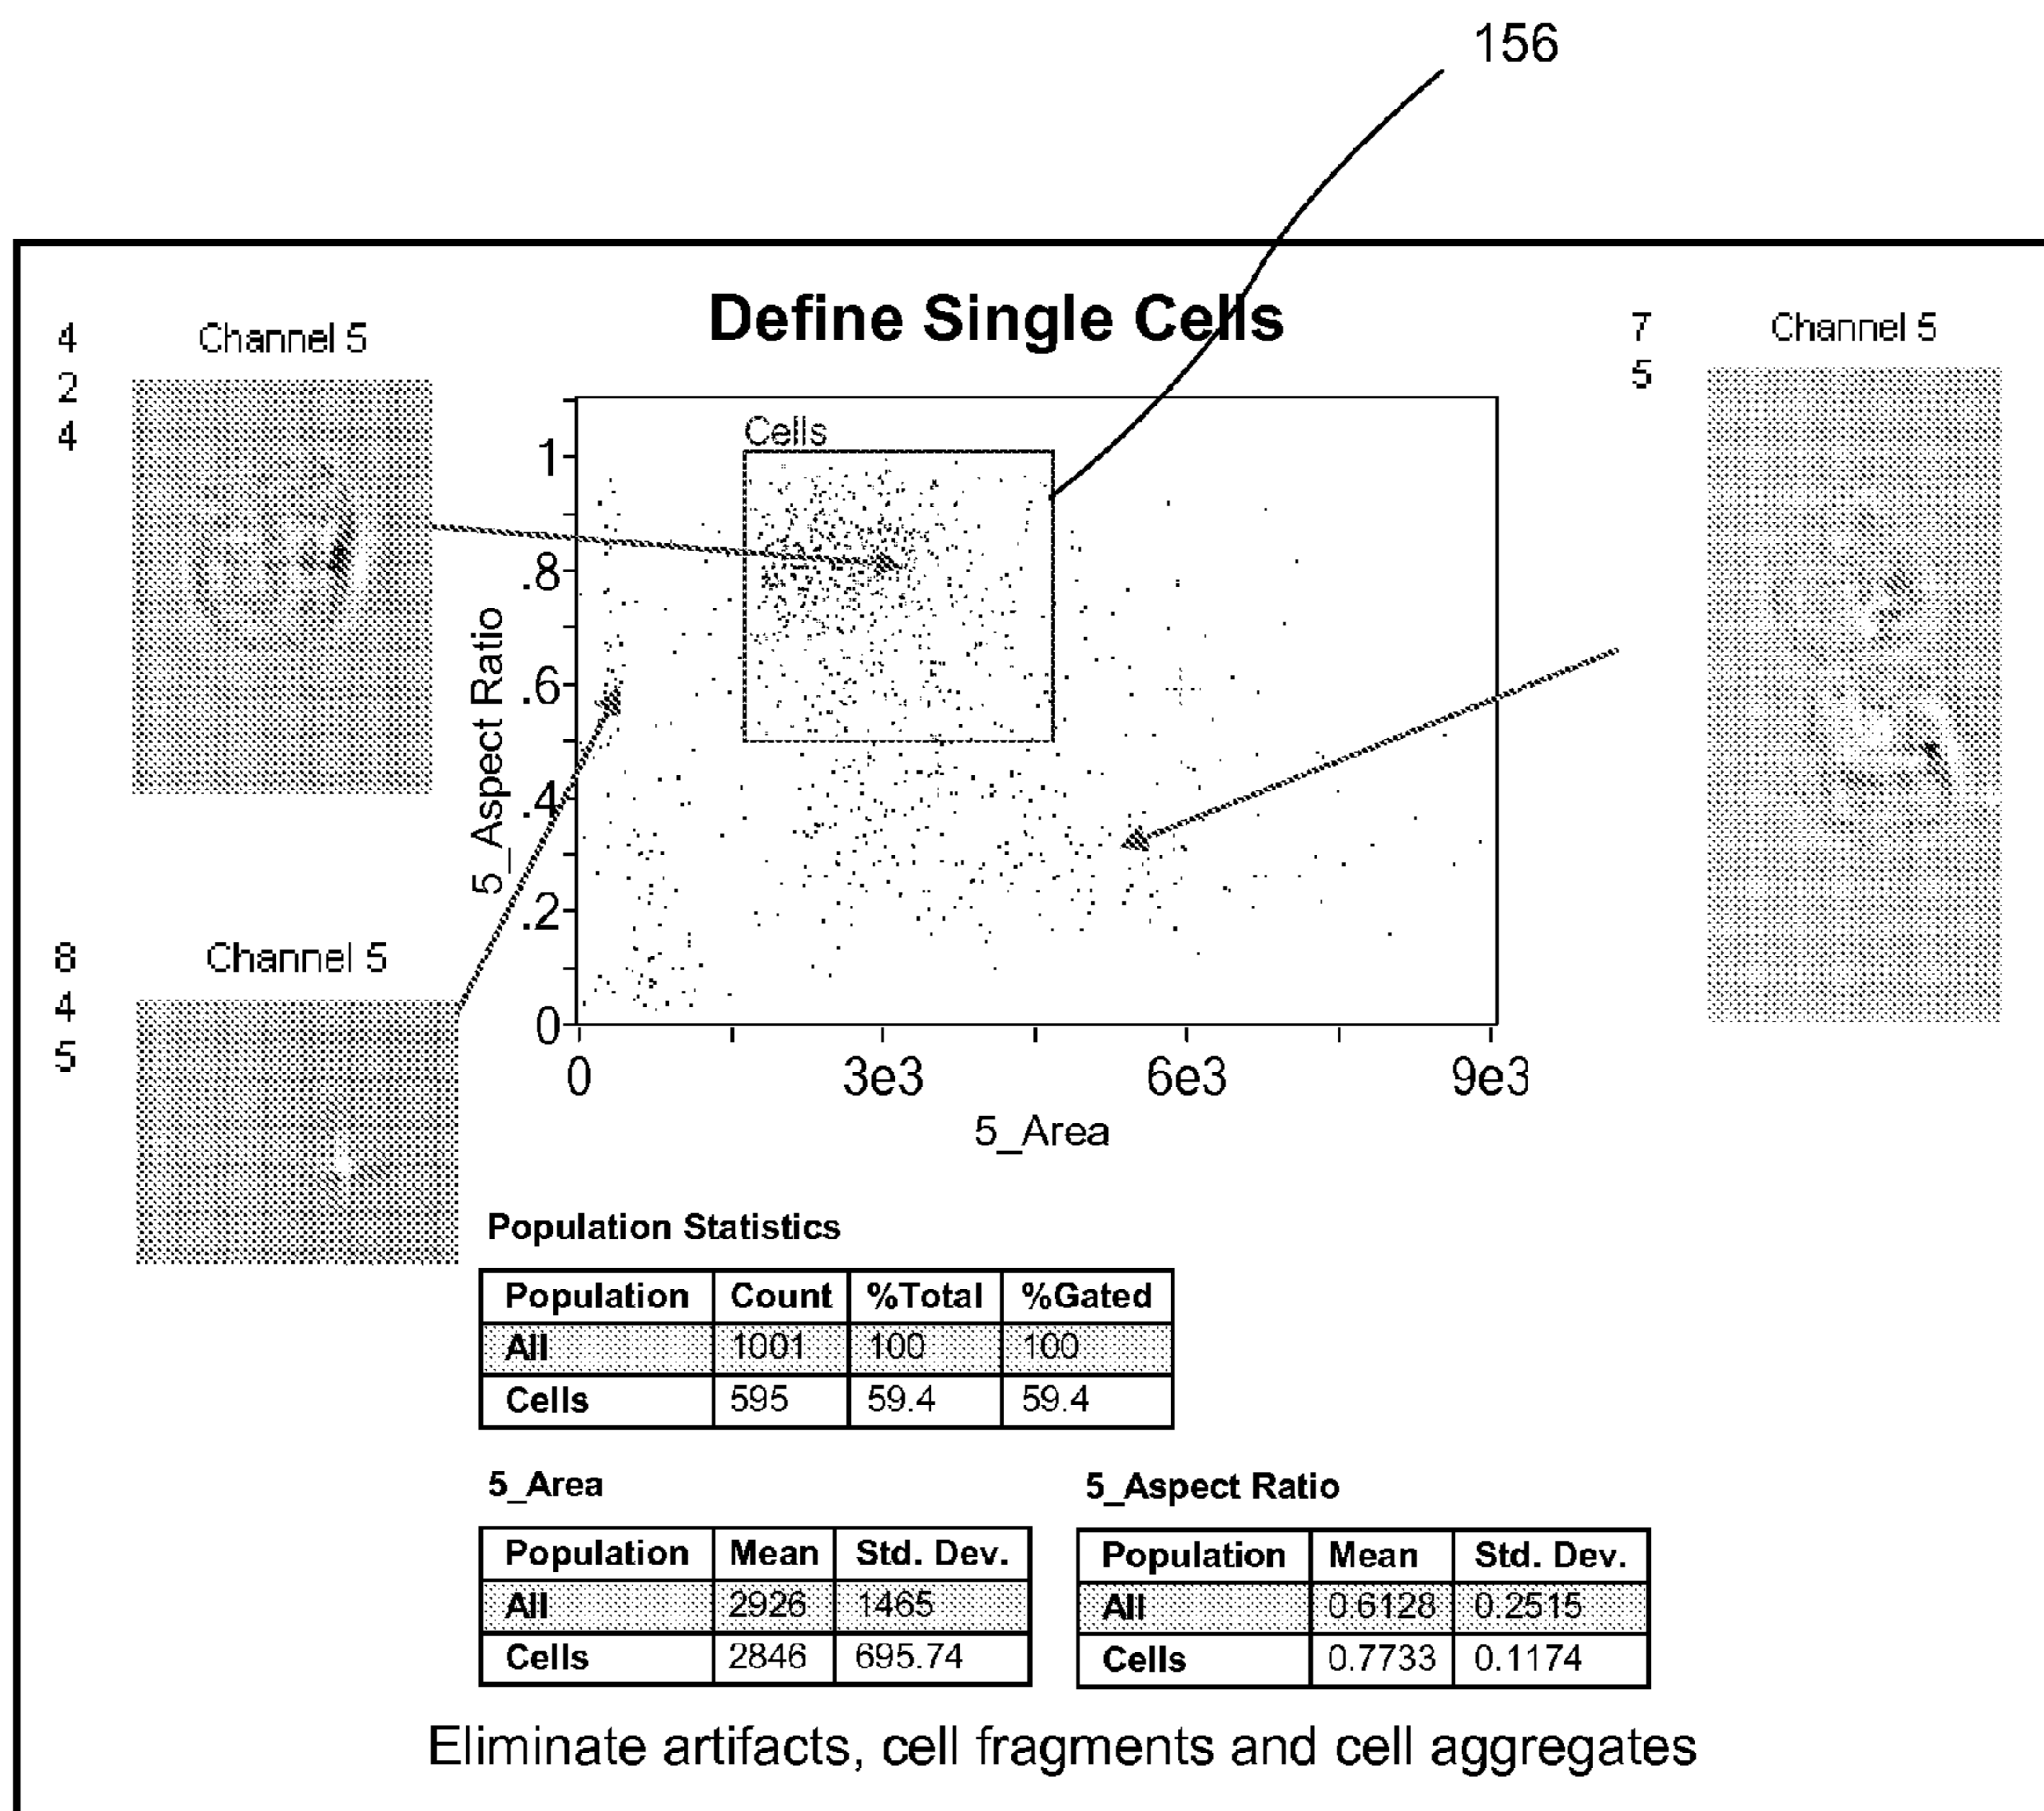 156
Define Single Cells
4
2
4
Channel 5
7
5
Channel 5
Cells
1
.8
.6
.4
.2
0
5_Aspect Ratio
0 3e3 6e3 9e3
5_Area
8
4
5
Channel 5
Population Statistics
Population Count %Total %Gated
All 1001 100 100
Cells 595 59.4 59.4
5_Area
Population Mean Std. Dev.
All 2926 1465
Cells 2846 695.74
5_Aspect Ratio
Population Mean Std. Dev.
All 0.6128 0.2515
Cells 0.7733 0.1174
Eliminate artifacts, cell fragments and cell aggregates